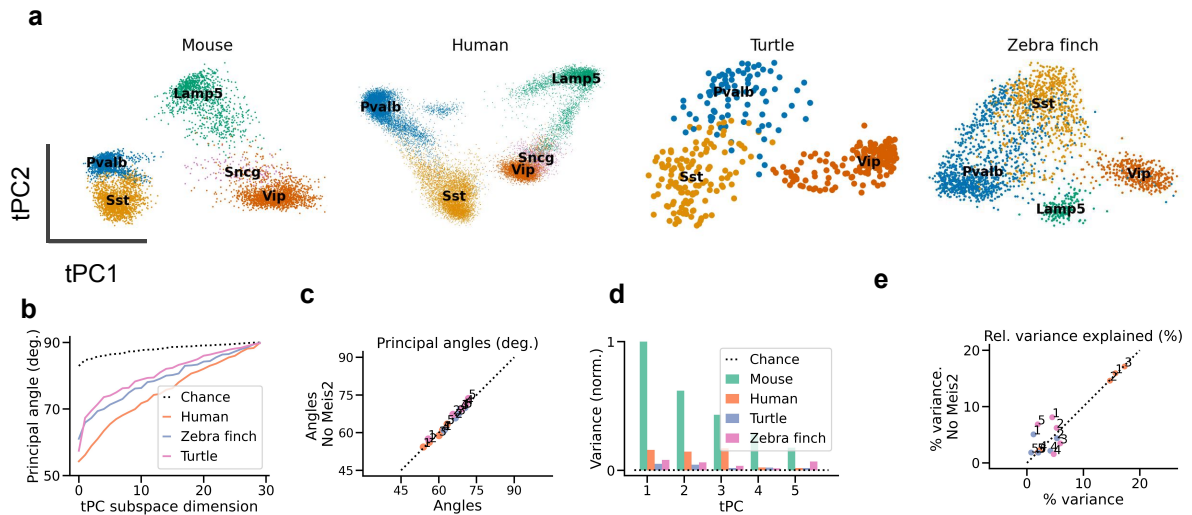 a
Mouse
Human
Turtle
Zebra finch
Lamp5
Pvalb
Sncg
Sst
Vip
Lamp5
Pvalb
Sncg
Vip
Sst
Pvalb
Sst
Vip
Sst
Pvalb
Vip
Lamp5
tPC2
tPC1
b
Principal angle (deg.)
90
70
50
0
10
20
30
tPC subspace dimension
Chance
Human
Zebra finch
Turtle
c
Principal angles (deg.)
Angles
No Meis2
90
75
60
45
45
60
75
90
Angles
d
Variance (norm.)
1
0
1
2
3
4
5
tPC
Chance
Mouse
Human
Turtle
Zebra finch
e
Rel. variance explained (%)
% variance.
No Meis2
20
10
0
0
10
20
% variance